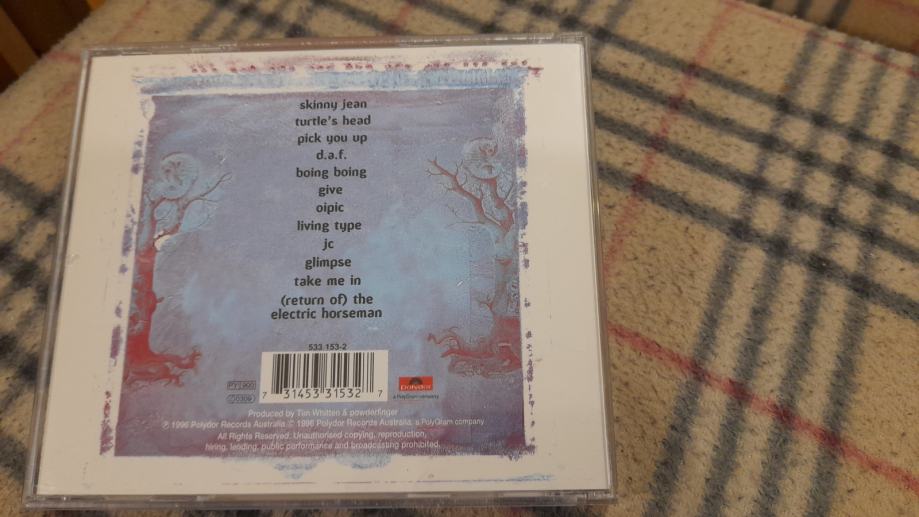 skinny jean
turtle's head
pick you up
d.a.f.
boing boing
give
oipic
living type
jc
glimpse
take me in
(return of) the
electric horseman
533 153-2
7 31453 31532 7
polydor
a PolyGram company
Produced by Tim Whitten & powderfinger
℗ 1996 Polydor Records Australia. © 1996 Polydor Records Australia, a PolyGram company
All Rights Reserved. Unauthorised copying, reproduction,
hiring, lending, public performance and broadcasting prohibited.